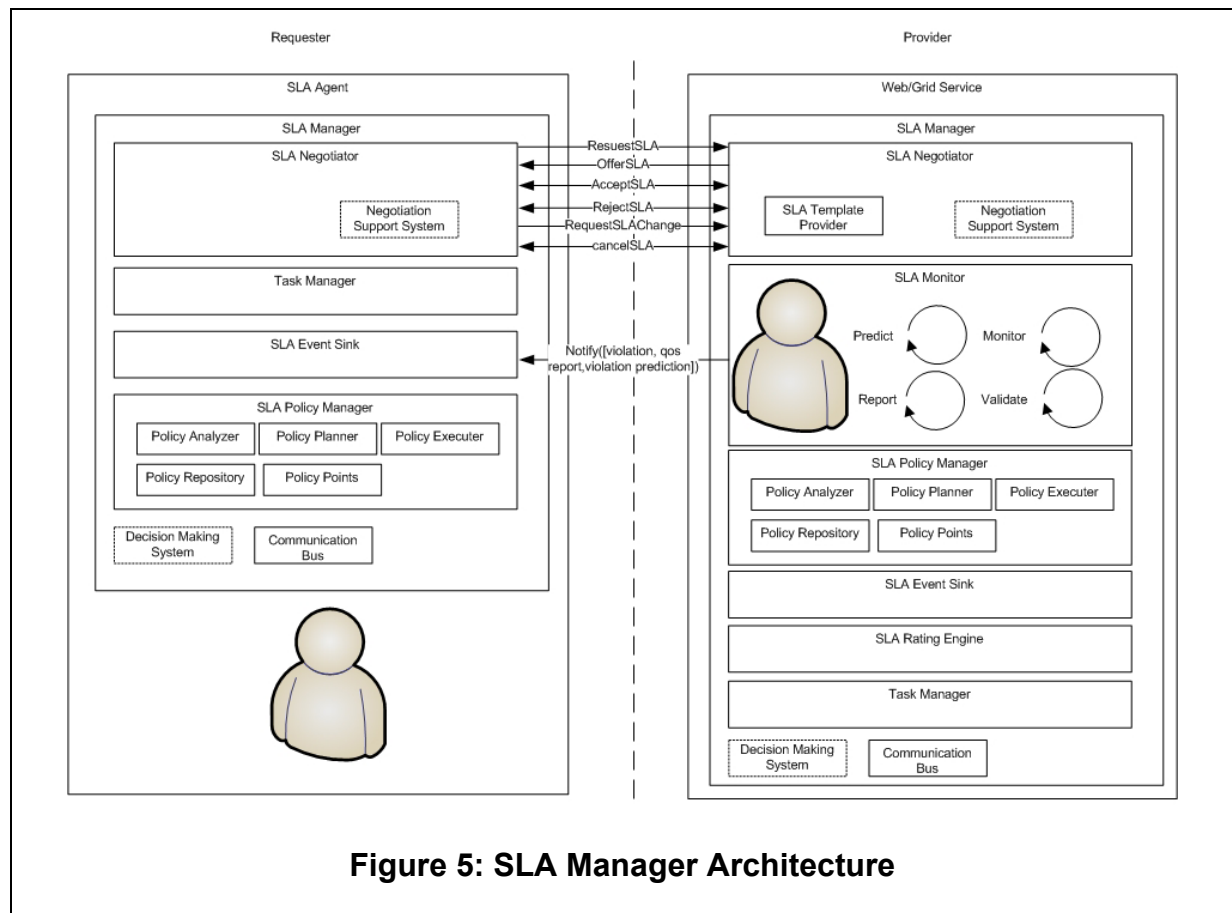 Requester
Provider
SLA Agent
SLA Manager
SLA Negotiator
Negotiation
Support System
Task Manager
SLA Event Sink
SLA Policy Manager
Policy Analyzer
Policy Planner
Policy Executer
Policy Repository
Policy Points
Decision Making
System
Communication
Bus
ResuestSLA
OfferSLA
AcceptSLA
RejectSLA
RequestSLAChange
cancelSLA
Notify([violation, qos
report,violation prediction])
Web/Grid Service
SLA Manager
SLA Negotiator
SLA Template
Provider
Negotiation
Support System
SLA Monitor
Predict
Monitor
Report
Validate
SLA Policy Manager
Policy Analyzer
Policy Planner
Policy Executer
Policy Repository
Policy Points
SLA Event Sink
SLA Rating Engine
Task Manager
Decision Making
System
Communication
Bus
Figure 5: SLA Manager Architecture